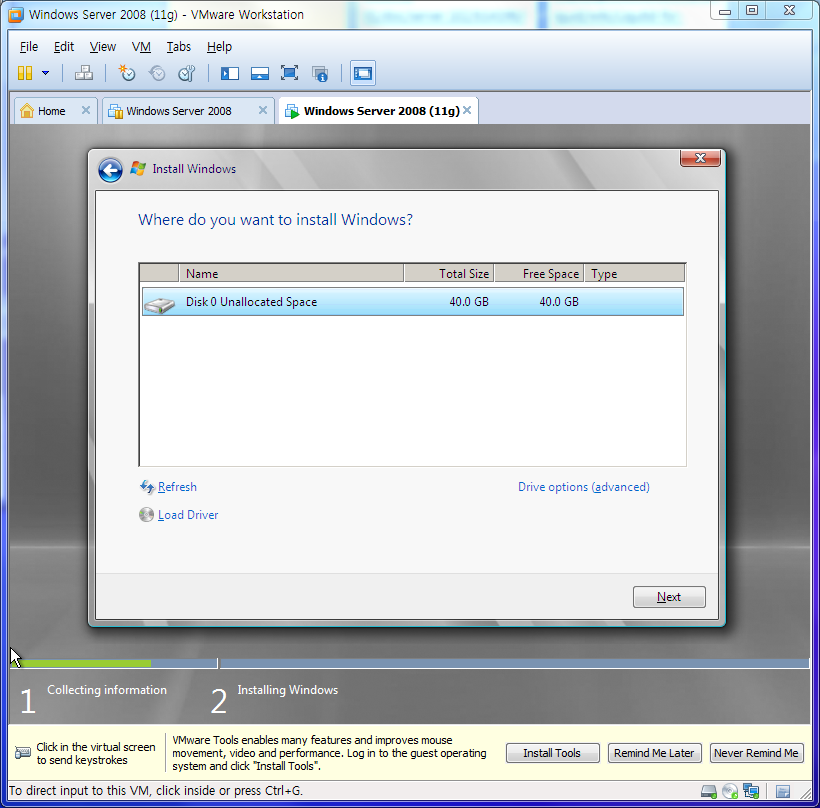 Windows Server 2008 (11g) - VMware Workstation
File Edit View VM Tabs Help
Home Windows Server 2008 Windows Server 2008 (11g)
Install Windows
Where do you want to install Windows?
Name Total Size Free Space Type
Disk 0 Unallocated Space 40.0 GB 40.0 GB
Refresh Drive options (advanced)
Load Driver
Next
1 Collecting information 2 Installing Windows
Click in the virtual screen
to send keystrokes
VMware Tools enables many features and improves mouse
movement, video and performance. Log in to the guest operating
system and click "Install Tools".
Install Tools Remind Me Later Never Remind Me
To direct input to this VM, click inside or press Ctrl+G.